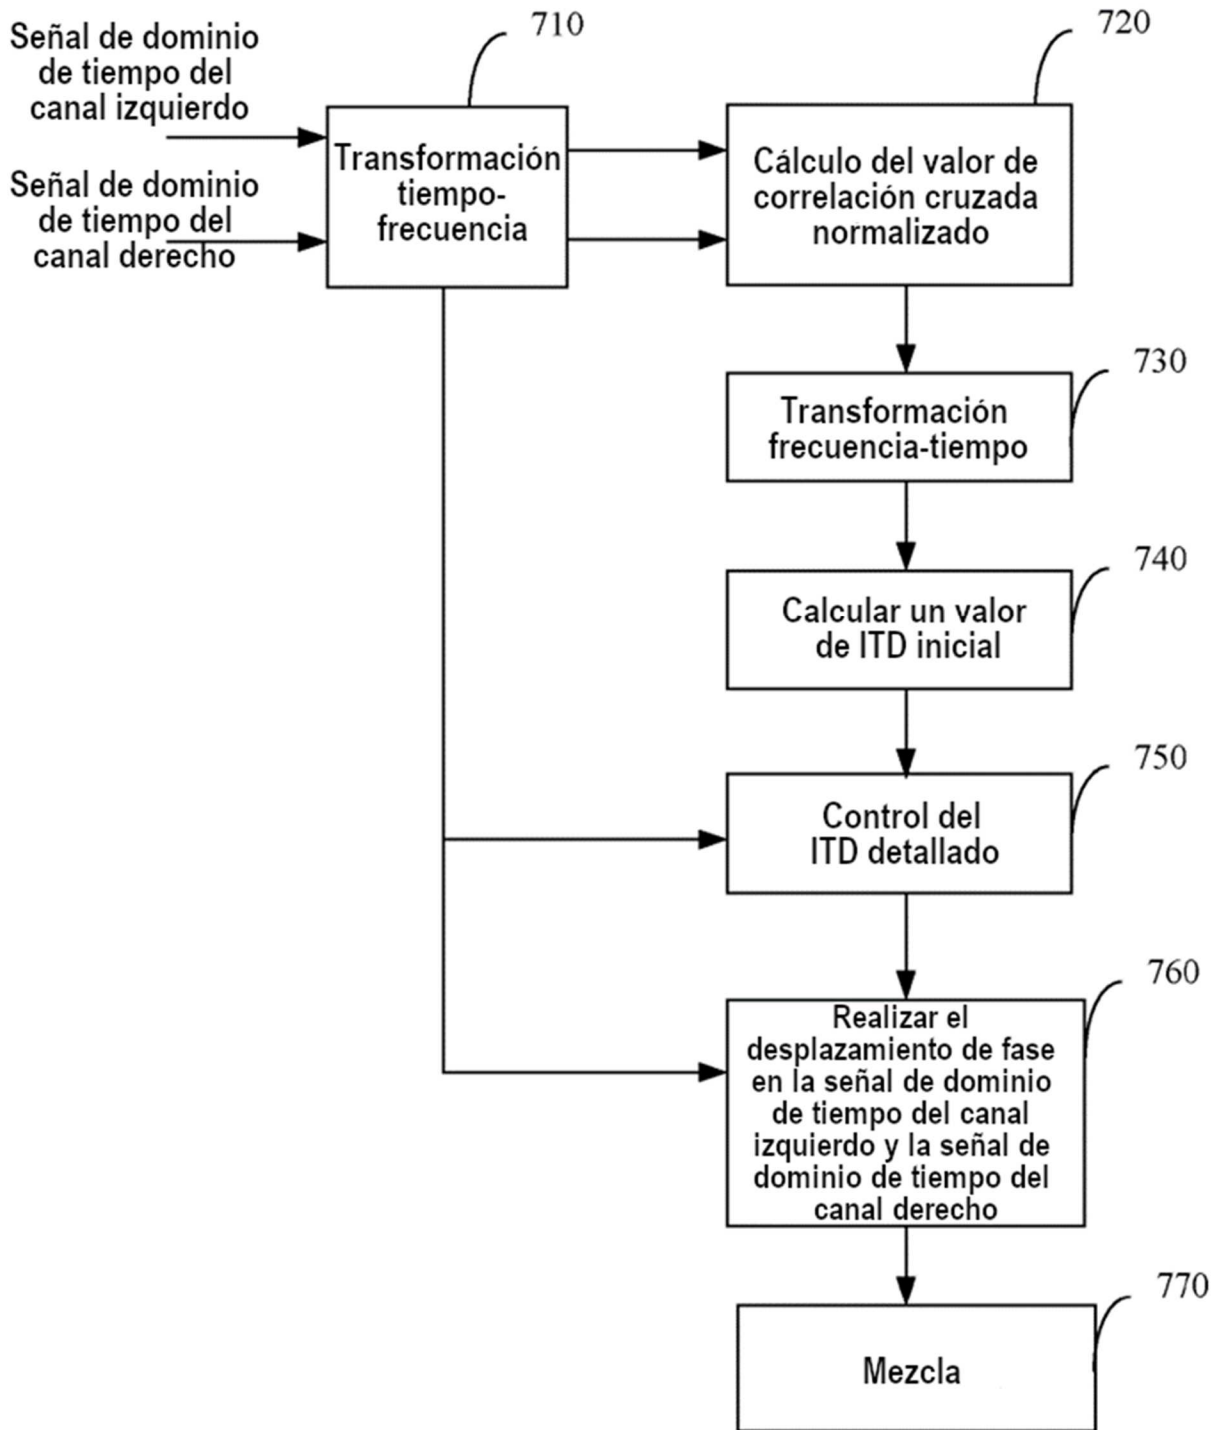 Señal de dominio
de tiempo del
canal izquierdo
710
720
Señal de dominio
de tiempo del
canal derecho
Transformación
tiempo-
frecuencia
Cálculo del valor de
correlación cruzada
normalizado
730
Transformación
frecuencia-tiempo
740
Calcular un valor
de ITD inicial
750
Control del
ITD detallado
760
Realizar el
desplazamiento de fase
en la señal de dominio
de tiempo del canal
izquierdo y la señal de
dominio de tiempo del
canal derecho
770
Mezcla